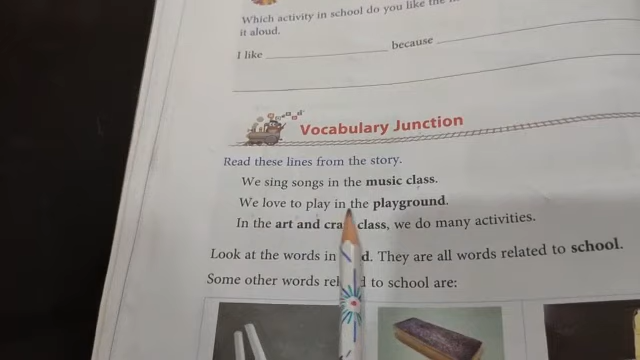 Which activity in school do you like the
it aloud.
I like ____________ because ____________
Vocabulary Junction
Read these lines from the story.
We sing songs in the music class.
We love to play in the playground.
In the art and class, we do many activities.
Look at the words in They are all words related to school.
Some other words to school are: